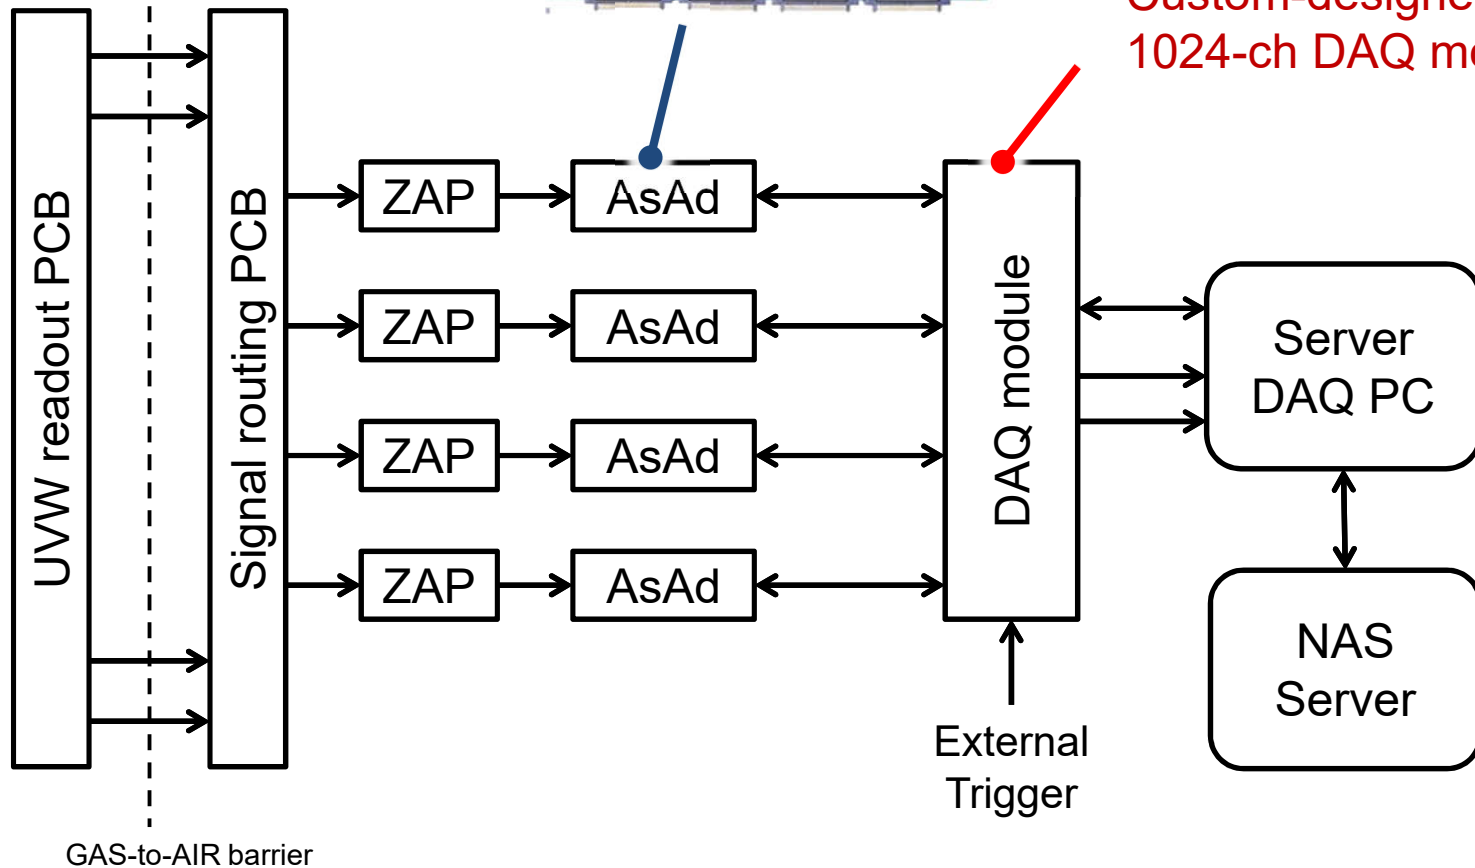 1024-ch DAQ
UVW readout PCB
Signal routing PCB
ZAP
AsAd
ZAP
AsAd
ZAP
AsAd
ZAP
AsAd
DAQ module
Server
DAQ PC
NAS
Server
External
Trigger
GAS-to-AIR barrier